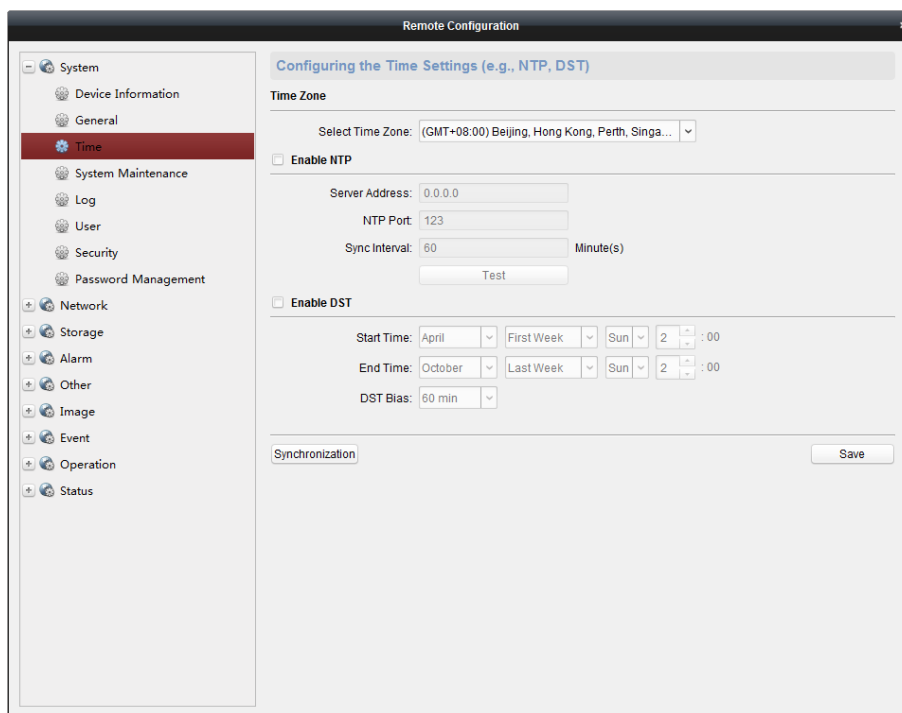 Remote Configuration
System
Device Information
General
Time
System Maintenance
Log
User
Security
Password Management
Network
Storage
Alarm
Other
Image
Event
Operation
Status
Configuring the Time Settings (e.g., NTP, DST)
Time Zone
Select Time Zone: (GMT+08:00) Beijing, Hong Kong, Perth, Singa...
Enable NTP
Server Address: 0.0.0.0
NTP Port: 123
Sync Interval: 60 Minute(s)
Test
Enable DST
Start Time: April First Week Sun 2 : 00
End Time: October Last Week Sun 2 : 00
DST Bias: 60 min
Synchronization Save